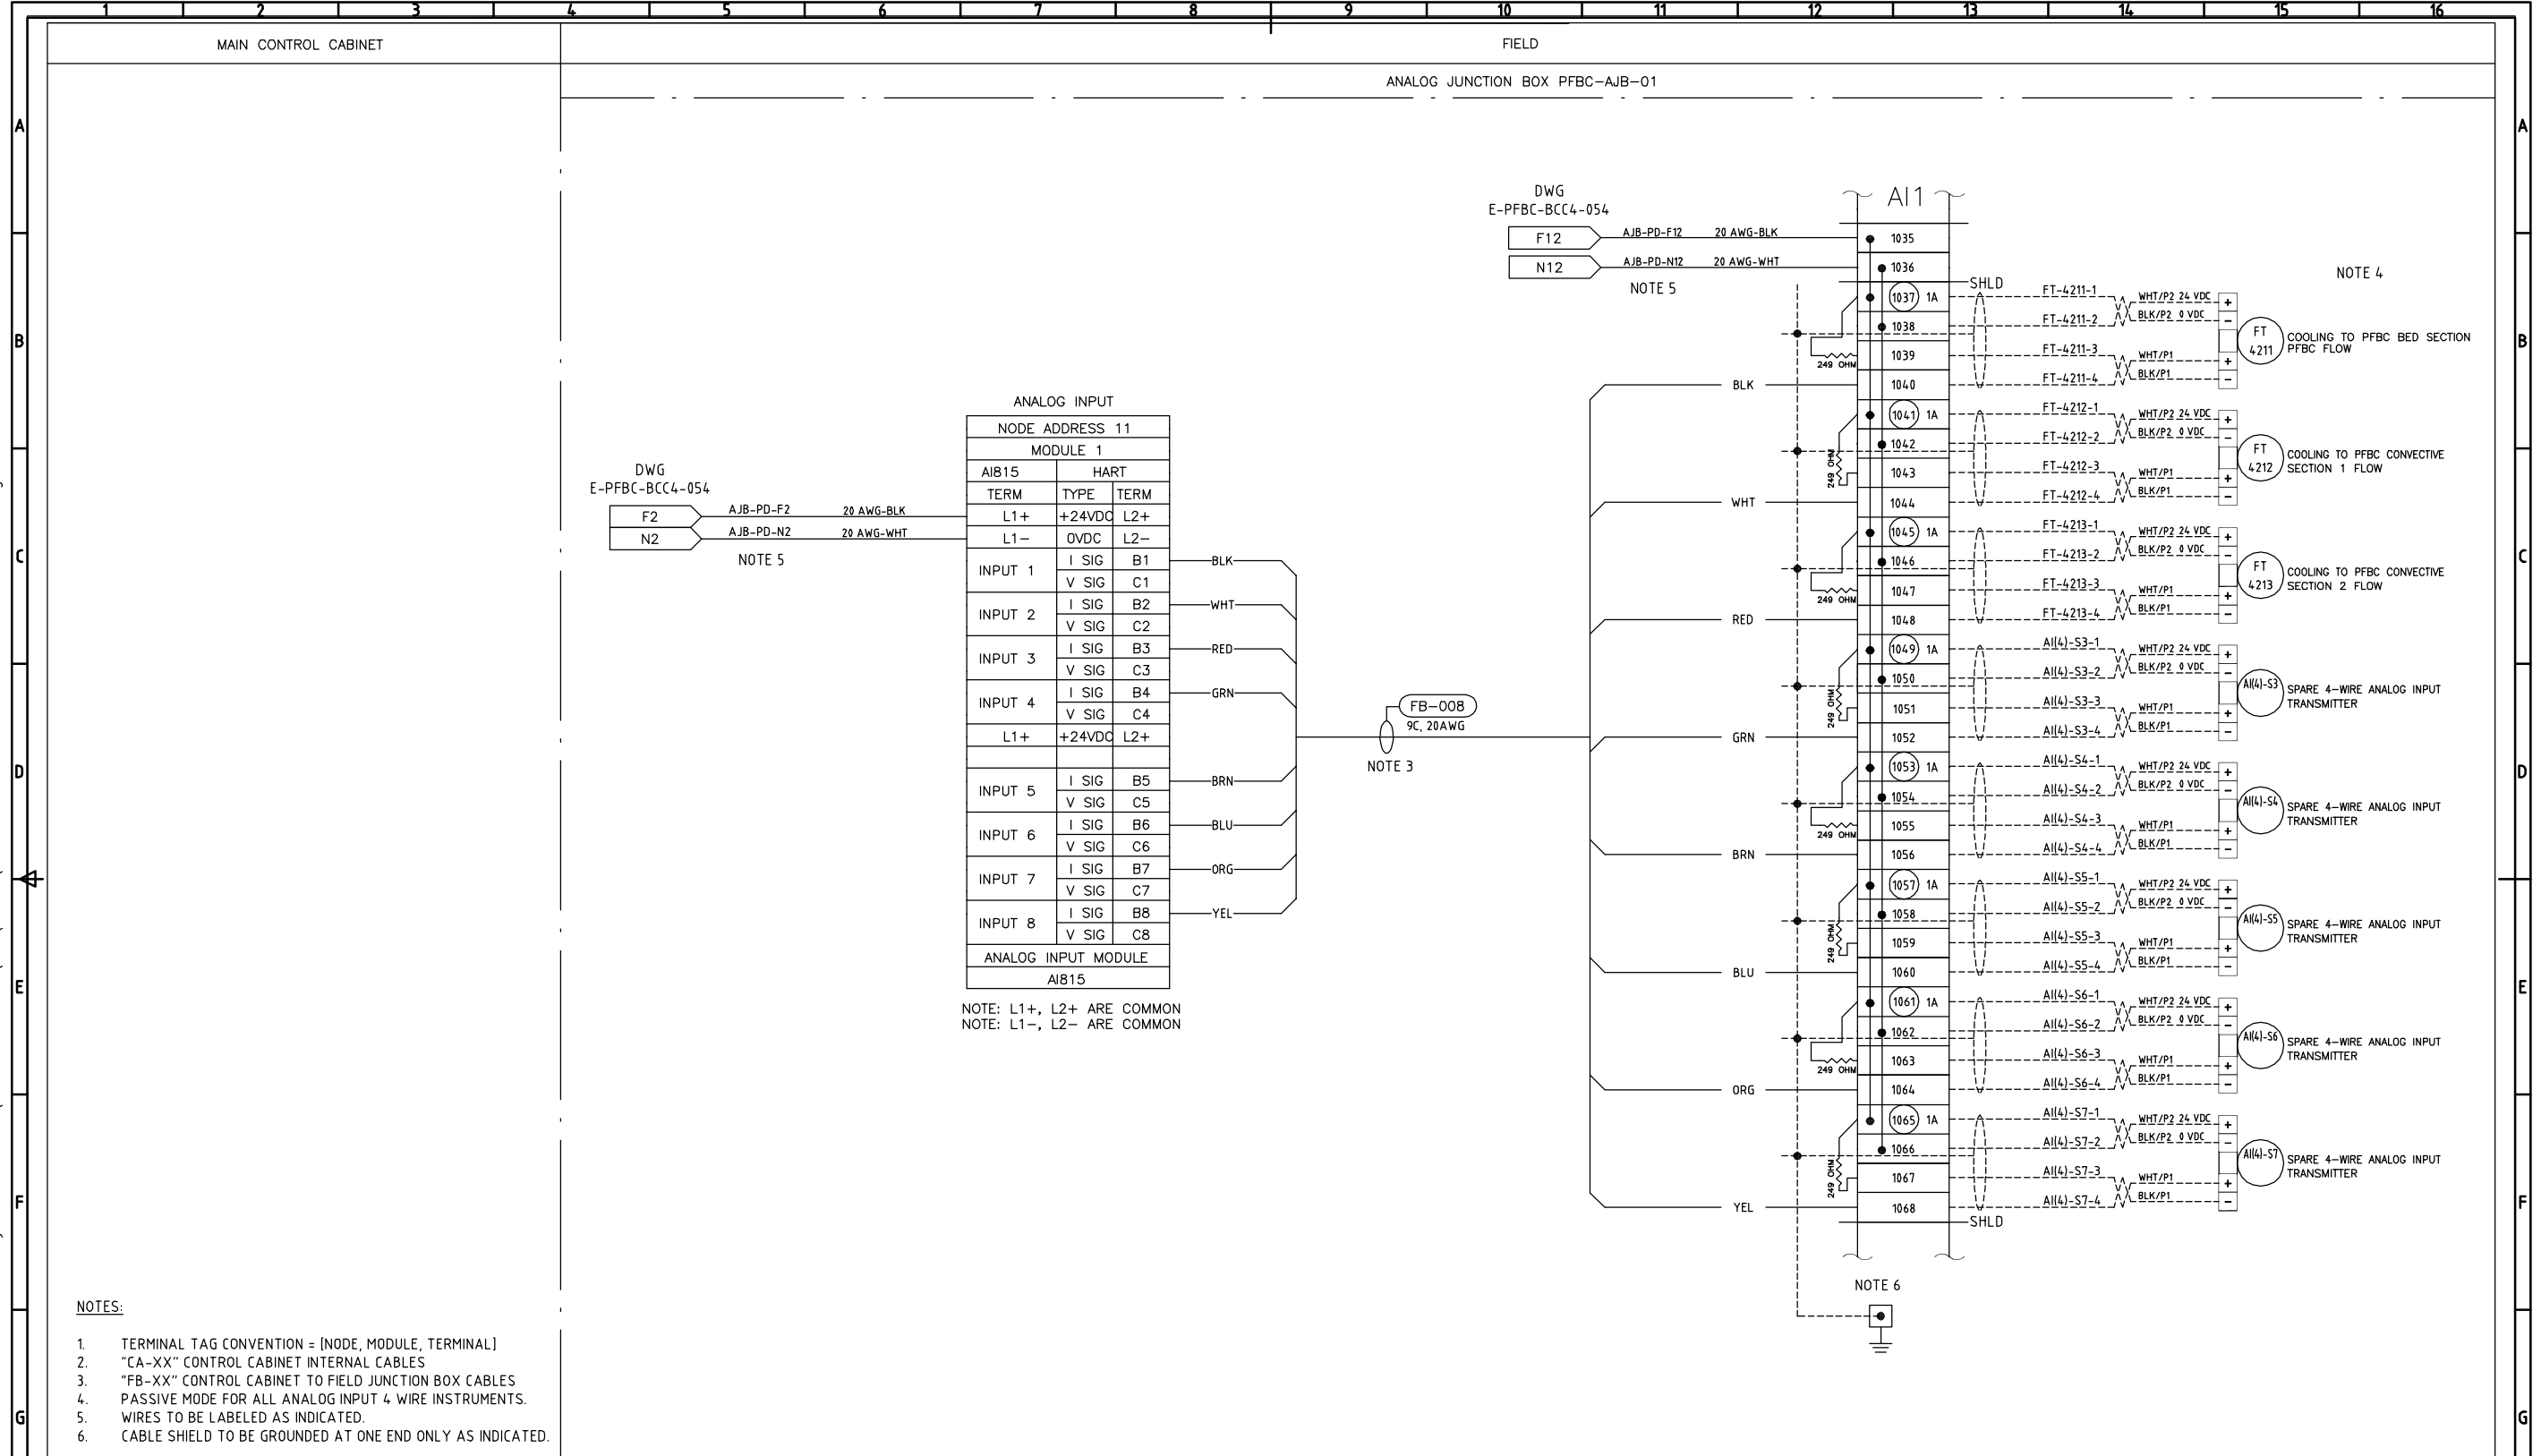 1 2 3 4 5 6 7 8 9 10 11 12 13 14 15 16
MAIN CONTROL CABINET
FIELD
ANALOG JUNCTION BOX PFBC-AJB-01
A
B
C
D
E
F
G
A
B
C
D
E
F
G
DWG
E-PFBC-BCC4-054
F2 AJB-PD-F2 20 AWG-BLK
N2 AJB-PD-N2 20 AWG-WHT
NOTE 5
ANALOG INPUT
NODE ADDRESS 11
MODULE 1
AI815 HART
TERM TYPE TERM
L1+ +24VDC L2+
L1- 0VDC L2-
INPUT 1 I SIG B1 BLK
V SIG C1
INPUT 2 I SIG B2 WHT
V SIG C2
INPUT 3 I SIG B3 RED
V SIG C3
INPUT 4 I SIG B4 GRN
V SIG C4
L1+ +24VDC L2+
INPUT 5 I SIG B5 BRN
V SIG C5
INPUT 6 I SIG B6 BLU
V SIG C6
INPUT 7 I SIG B7 ORG
V SIG C7
INPUT 8 I SIG B8 YEL
V SIG C8
ANALOG INPUT MODULE
AI815
NOTE: L1+, L2+ ARE COMMON
NOTE: L1-, L2- ARE COMMON
FB-008
9C, 20AWG
NOTE 3
DWG
E-PFBC-BCC4-054
F12 AJB-PD-F12 20 AWG-BLK
N12 AJB-PD-N12 20 AWG-WHT
NOTE 5
AI1
NOTE 4
1035
1036
SHLD
1037 1A FT-4211-1 WHT/P2 24 VDC +
1038 FT-4211-2 BLK/P2 0 VDC -
249 OHM 1039 FT-4211-3 WHT/P1 +
BLK 1040 FT-4211-4 BLK/P1 -
FT 4211
COOLING TO PFBC BED SECTION
PFBC FLOW
1041 1A FT-4212-1 WHT/P2 24 VDC +
1042 FT-4212-2 BLK/P2 0 VDC -
249 OHM 1043 FT-4212-3 WHT/P1 +
WHT 1044 FT-4212-4 BLK/P1 -
FT 4212
COOLING TO PFBC CONVECTIVE
SECTION 1 FLOW
1045 1A FT-4213-1 WHT/P2 24 VDC +
1046 FT-4213-2 BLK/P2 0 VDC -
249 OHM 1047 FT-4213-3 WHT/P1 +
RED 1048 FT-4213-4 BLK/P1 -
FT 4213
COOLING TO PFBC CONVECTIVE
SECTION 2 FLOW
1049 1A AI(4)-S3-1 WHT/P2 24 VDC +
1050 AI(4)-S3-2 BLK/P2 0 VDC -
249 OHM 1051 AI(4)-S3-3 WHT/P1 +
GRN 1052 AI(4)-S3-4 BLK/P1 -
AI(4)-S3
SPARE 4-WIRE ANALOG INPUT
TRANSMITTER
1053 1A AI(4)-S4-1 WHT/P2 24 VDC +
1054 AI(4)-S4-2 BLK/P2 0 VDC -
249 OHM 1055 AI(4)-S4-3 WHT/P1 +
BRN 1056 AI(4)-S4-4 BLK/P1 -
AI(4)-S4
SPARE 4-WIRE ANALOG INPUT
TRANSMITTER
1057 1A AI(4)-S5-1 WHT/P2 24 VDC +
1058 AI(4)-S5-2 BLK/P2 0 VDC -
249 OHM 1059 AI(4)-S5-3 WHT/P1 +
BLU 1060 AI(4)-S5-4 BLK/P1 -
AI(4)-S5
SPARE 4-WIRE ANALOG INPUT
TRANSMITTER
1061 1A AI(4)-S6-1 WHT/P2 24 VDC +
1062 AI(4)-S6-2 BLK/P2 0 VDC -
249 OHM 1063 AI(4)-S6-3 WHT/P1 +
ORG 1064 AI(4)-S6-4 BLK/P1 -
AI(4)-S6
SPARE 4-WIRE ANALOG INPUT
TRANSMITTER
1065 1A AI(4)-S7-1 WHT/P2 24 VDC +
1066 AI(4)-S7-2 BLK/P2 0 VDC -
249 OHM 1067 AI(4)-S7-3 WHT/P1 +
YEL 1068 AI(4)-S7-4 BLK/P1 -
AI(4)-S7
SPARE 4-WIRE ANALOG INPUT
TRANSMITTER
SHLD
NOTE 6
NOTES:
1. TERMINAL TAG CONVENTION = [NODE, MODULE, TERMINAL]
2. "CA-XX" CONTROL CABINET INTERNAL CABLES
3. "FB-XX" CONTROL CABINET TO FIELD JUNCTION BOX CABLES
4. PASSIVE MODE FOR ALL ANALOG INPUT 4 WIRE INSTRUMENTS.
5. WIRES TO BE LABELED AS INDICATED.
6. CABLE SHIELD TO BE GROUNDED AT ONE END ONLY AS INDICATED.